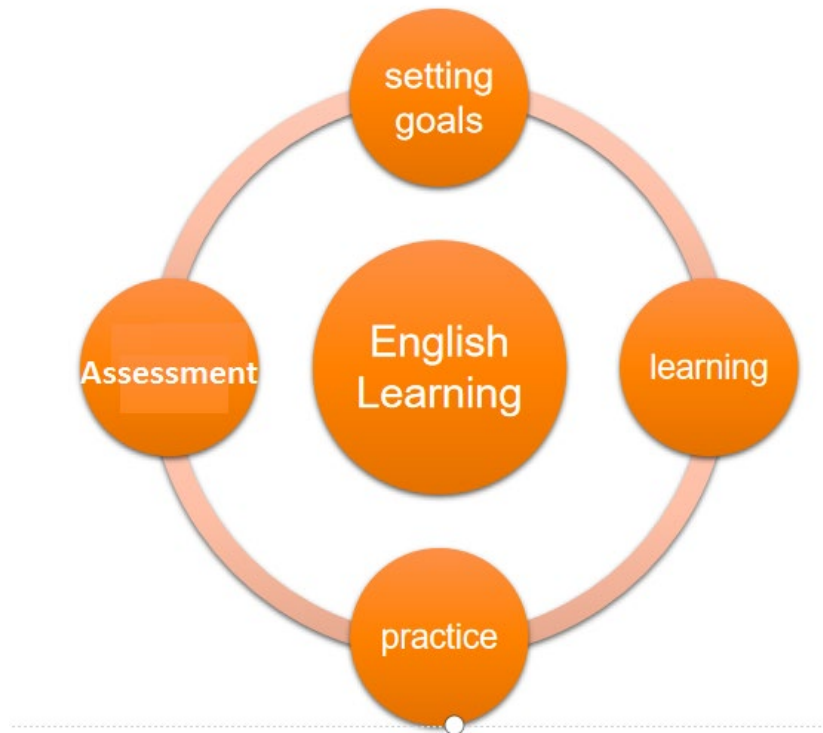 setting
goals
English
Learning
Assessment
learning
practice